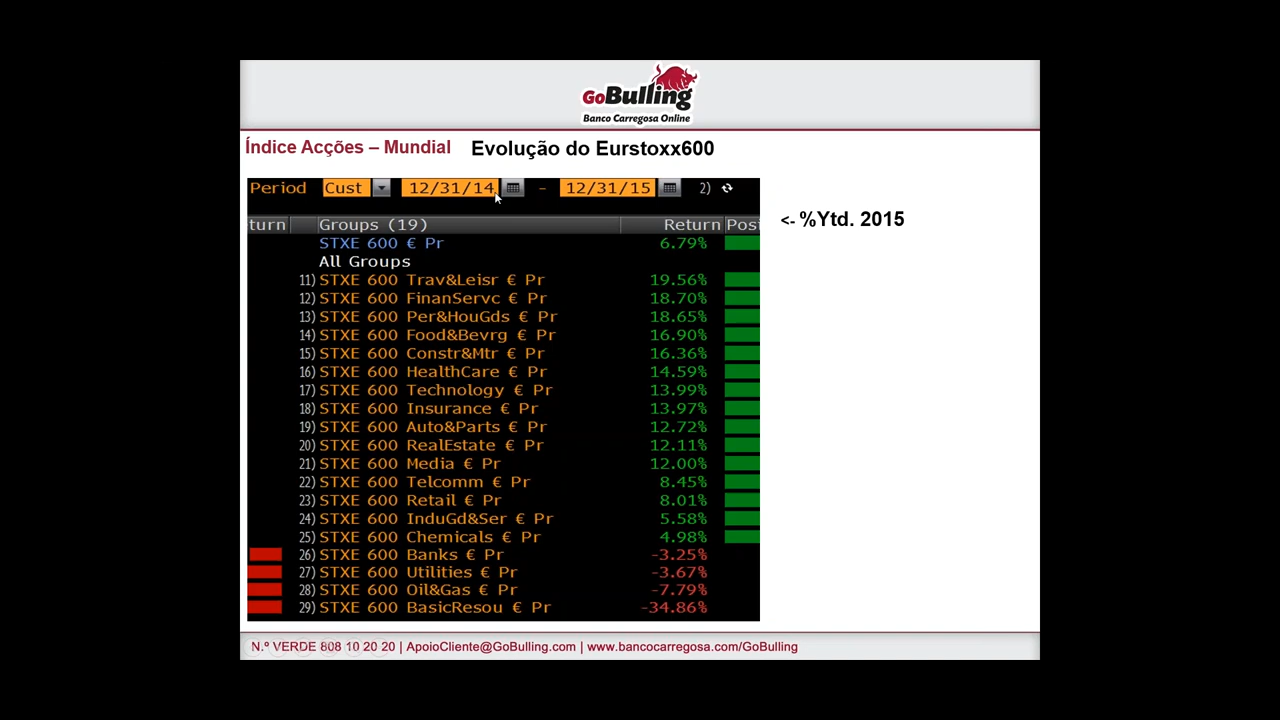 GoBulling
Banco Carregosa Online
Índice Acções – Mundial Evolução do Eurstoxx600
Period Cust 12/31/14 - 12/31/15 2)
<- %Ytd. 2015
turn Groups (19) Return Posi
STXE 600 € Pr 6.79%
All Groups
11) STXE 600 Trav&Leisr € Pr 19.56%
12) STXE 600 FinanServc € Pr 18.70%
13) STXE 600 Per&HouGds € Pr 18.65%
14) STXE 600 Food&Bevrg € Pr 16.90%
15) STXE 600 Constr&Mtr € Pr 16.36%
16) STXE 600 HealthCare € Pr 14.59%
17) STXE 600 Technology € Pr 13.99%
18) STXE 600 Insurance € Pr 13.97%
19) STXE 600 Auto&Parts € Pr 12.72%
20) STXE 600 RealEstate € Pr 12.11%
21) STXE 600 Media € Pr 12.00%
22) STXE 600 Telcomm € Pr 8.45%
23) STXE 600 Retail € Pr 8.01%
24) STXE 600 InduGd&Ser € Pr 5.58%
25) STXE 600 Chemicals € Pr 4.98%
26) STXE 600 Banks € Pr -3.25%
27) STXE 600 Utilities € Pr -3.67%
28) STXE 600 Oil&Gas € Pr -7.79%
29) STXE 600 BasicResou € Pr -34.86%
N.º VERDE 808 10 20 20 | ApoioCliente@GoBulling.com | www.bancocarregosa.com/GoBulling